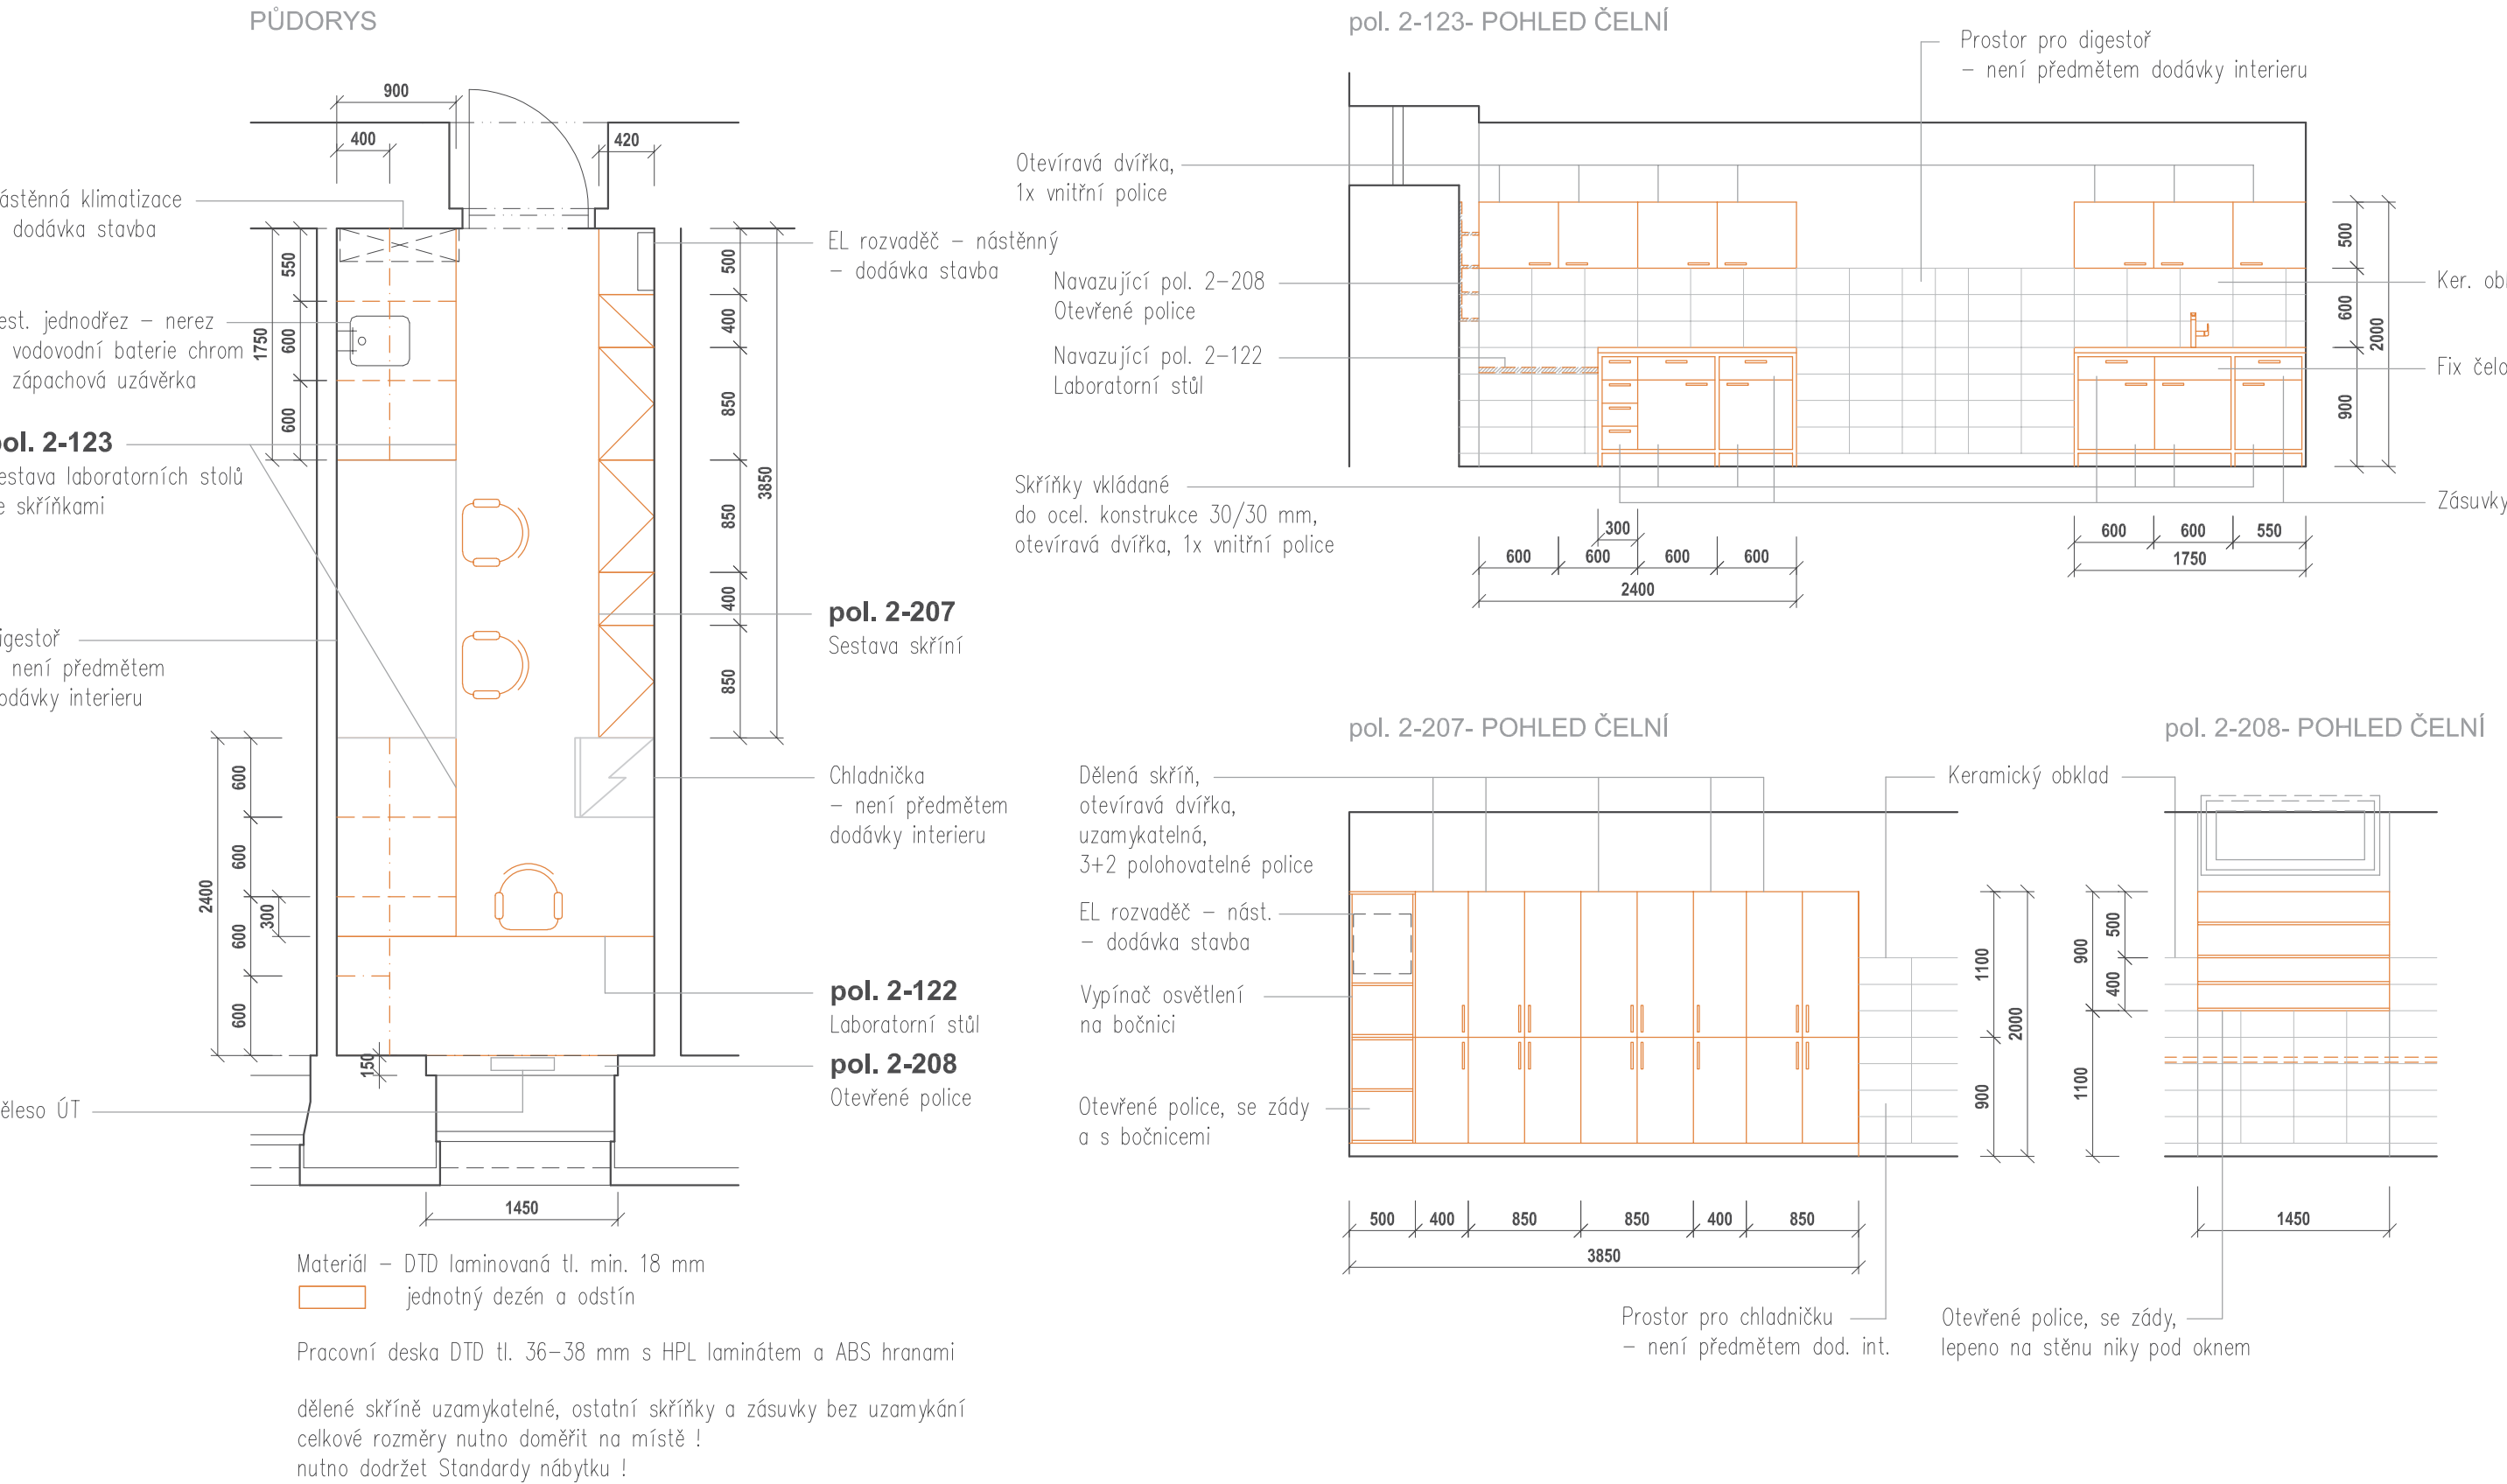 PŮDORYS
900
400
420
ástěnná klimatizace
dodávka stavba
est. jednodřez – nerez
vodovodní baterie chrom
zápachová uzávěrka
pol. 2-123
estava laboratorních stolů
e skříňkami
igestoř
není předmětem
odávky interieru
ěleso ÚT
550
600
600
1750
600
600
600
600
300
2400
150
1450
500
400
850
850
400
850
3850
EL rozvaděč – nástěnný
– dodávka stavba
pol. 2-207
Sestava skříní
Chladnička
– není předmětem
dodávky interieru
pol. 2-122
Laboratorní stůl
pol. 2-208
Otevřené police
Materiál – DTD laminovaná tl. min. 18 mm
jednotný dezén a odstín
Pracovní deska DTD tl. 36–38 mm s HPL laminátem a ABS hranami
dělené skříně uzamykatelné, ostatní skříňky a zásuvky bez uzamykání
celkové rozměry nutno doměřit na místě !
nutno dodržet Standardy nábytku !
pol. 2-123- POHLED ČELNÍ
Prostor pro digestoř
– není předmětem dodávky interieru
Otevíravá dvířka,
1x vnitřní police
Navazující pol. 2–208
Otevřené police
Navazující pol. 2–122
Laboratorní stůl
Skříňky vkládané
do ocel. konstrukce 30/30 mm,
otevíravá dvířka, 1x vnitřní police
Ker. ob
Fix čelo
Zásuvky
500
600
900
2000
300
600
600
600
600
2400
600
600
550
1750
pol. 2-207- POHLED ČELNÍ
Dělená skříň,
otevíravá dvířka,
uzamykatelná,
3+2 polohovatelné police
EL rozvaděč – nást.
– dodávka stavba
Vypínač osvětlení
na bočnici
Otevřené police, se zády
a s bočnicemi
Keramický obklad
1100
900
2000
500
400
850
850
400
850
3850
Prostor pro chladničku
– není předmětem dod. int.
pol. 2-208- POHLED ČELNÍ
500
400
900
1100
1450
Otevřené police, se zády,
lepeno na stěnu niky pod oknem